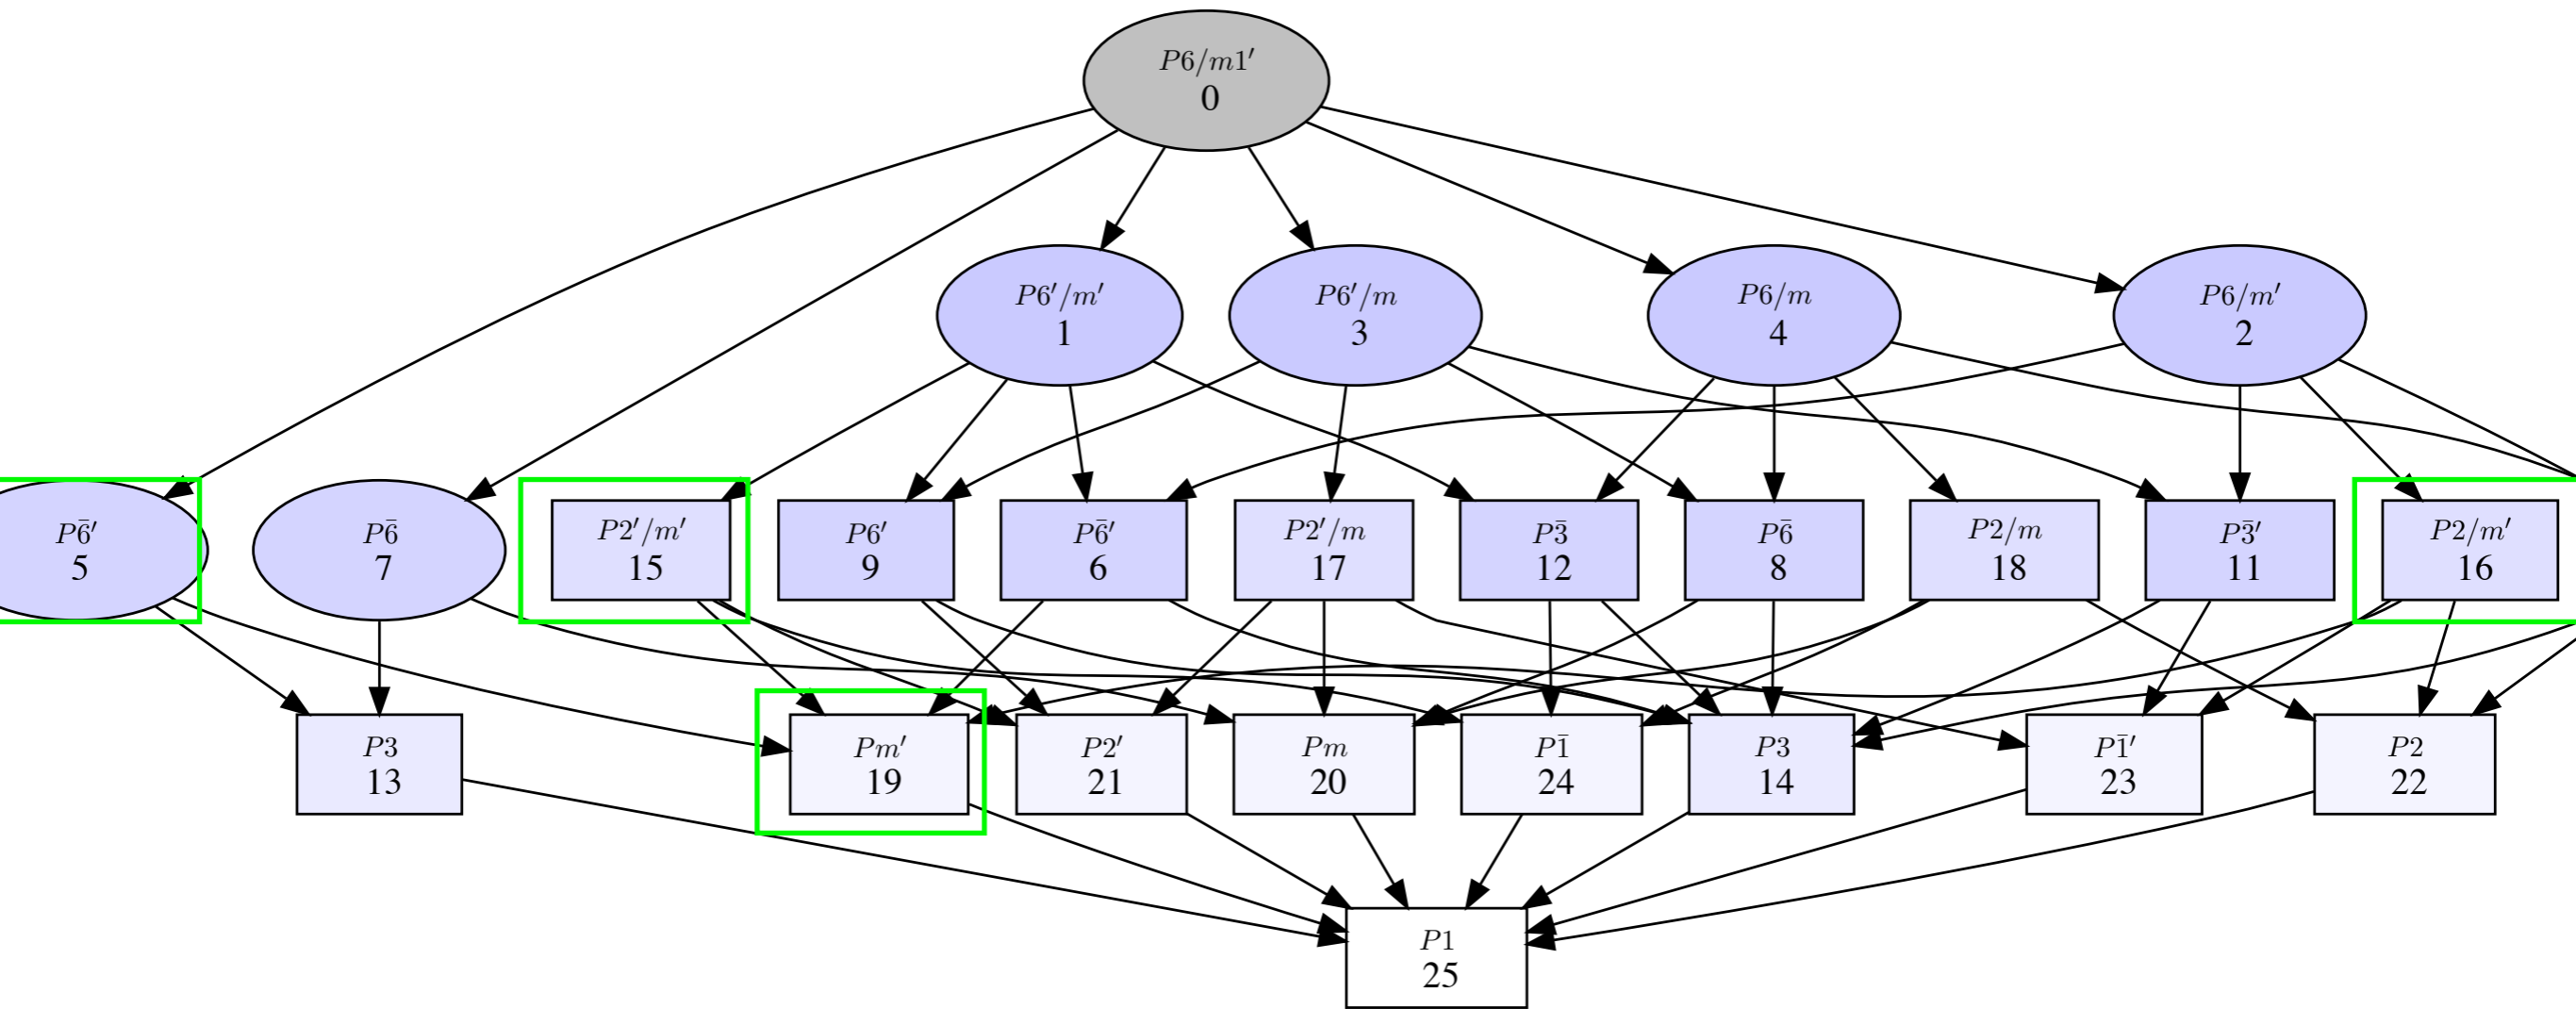 P6/m1′
0
P6′/m′
1
P6′/m
3
P6/m
4
P6/m′
2
P6̄′
5
P6̄
7
P2′/m′
15
P6′
9
P6̄′
6
P2′/m
17
P3̄
12
P6̄
8
P2/m
18
P3̄′
11
P2/m′
16
P3
13
Pm′
19
P2′
21
Pm
20
P1̄
24
P3
14
P1̄′
23
P2
22
P1
25